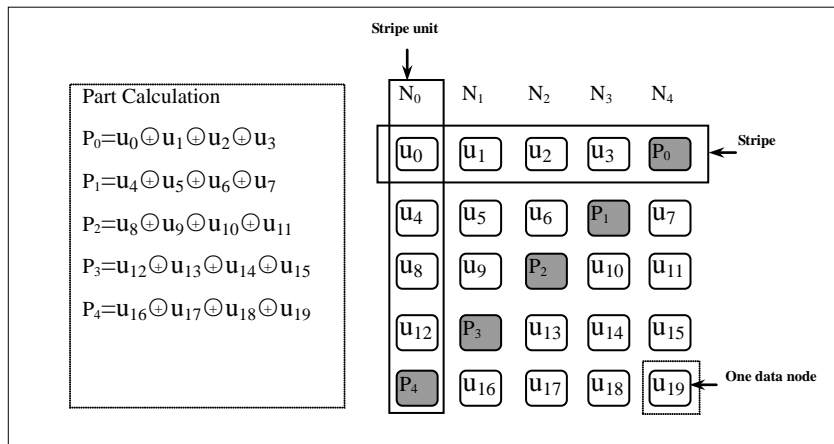 Stripe unit
Part Calculation
P₀=u₀⊕u₁⊕u₂⊕u₃
P₁=u₄⊕u₅⊕u₆⊕u₇
P₂=u₈⊕u₉⊕u₁₀⊕u₁₁
P₃=u₁₂⊕u₁₃⊕u₁₄⊕u₁₅
P₄=u₁₆⊕u₁₇⊕u₁₈⊕u₁₉
N₀ N₁ N₂ N₃ N₄
u₀ u₁ u₂ u₃ P₀
Stripe
u₄ u₅ u₆ P₁ u₇
u₈ u₉ P₂ u₁₀ u₁₁
u₁₂ P₃ u₁₃ u₁₄ u₁₅
P₄ u₁₆ u₁₇ u₁₈ u₁₉
One data node